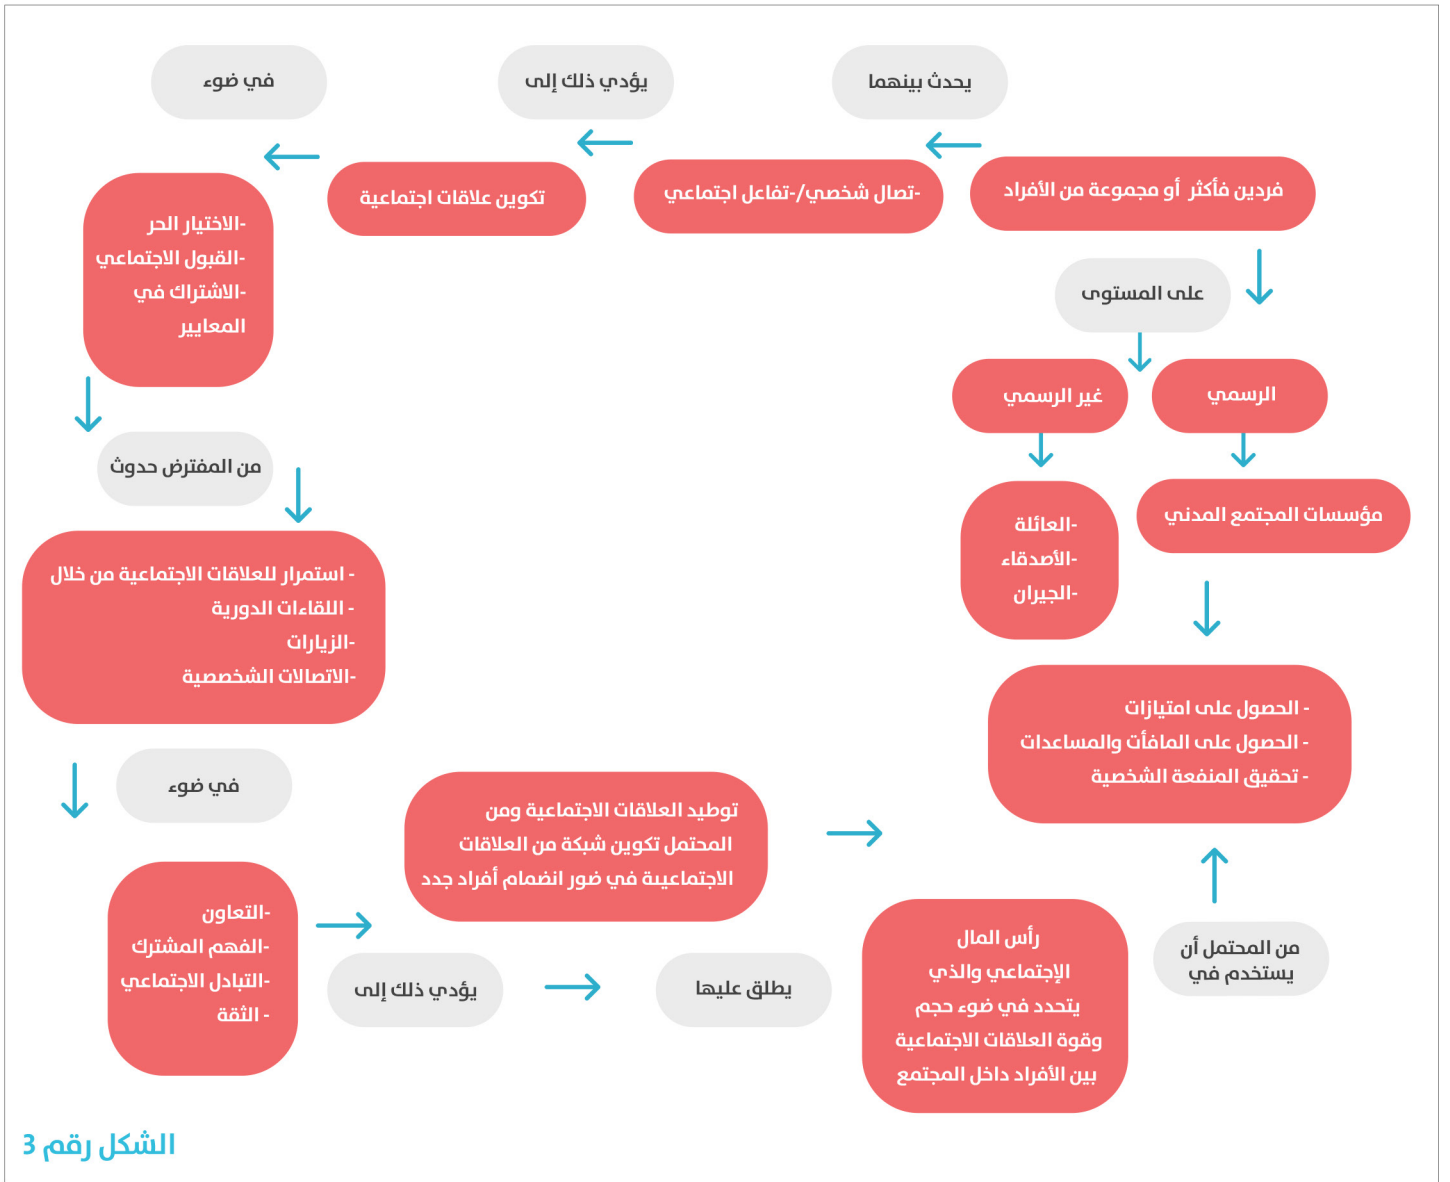 يحدث بينهما
يؤدي ذلك إلى
في ضوء
فردين فأكثر أو مجموعة من الأفراد
-تصال شخصي/-تفاعل اجتماعي
تكوين علاقات اجتماعية
-الاختيار الحر
-القبول الاجتماعي
-الاشتراك في
المعايير
على المستوى
الرسمي
غير الرسمي
مؤسسات المجتمع المدني
-العائلة
-الأصدقاء
-الجيران
من المفترض حدوث
- استمرار للعلاقات الاجتماعية من خلال
- اللقاءات الدورية
-الزيارات
-الاتصالات الشخصصية
في ضوء
-التعاون
-الفهم المشترك
-التبادل الاجتماعي
- الثقة
يؤدي ذلك إلى
توطيد العلاقات الاجتماعية ومن
المحتمل تكوين شبكة من العلاقات
الاجتماعيىة في ضور انضمام أفراد جدد
يطلق عليها
رأس المال
الإجتماعي والذي
يتحدد في ضوء حجم
وقوة العلاقات الاجتماعية
بين الأفراد داخل المجتمع
من المحتمل أن
يستخدم في
- الحصول على امتيازات
- الحصول على المافأت والمساعدات
- تحقيق المنفعة الشخصية
الشكل رقم 3